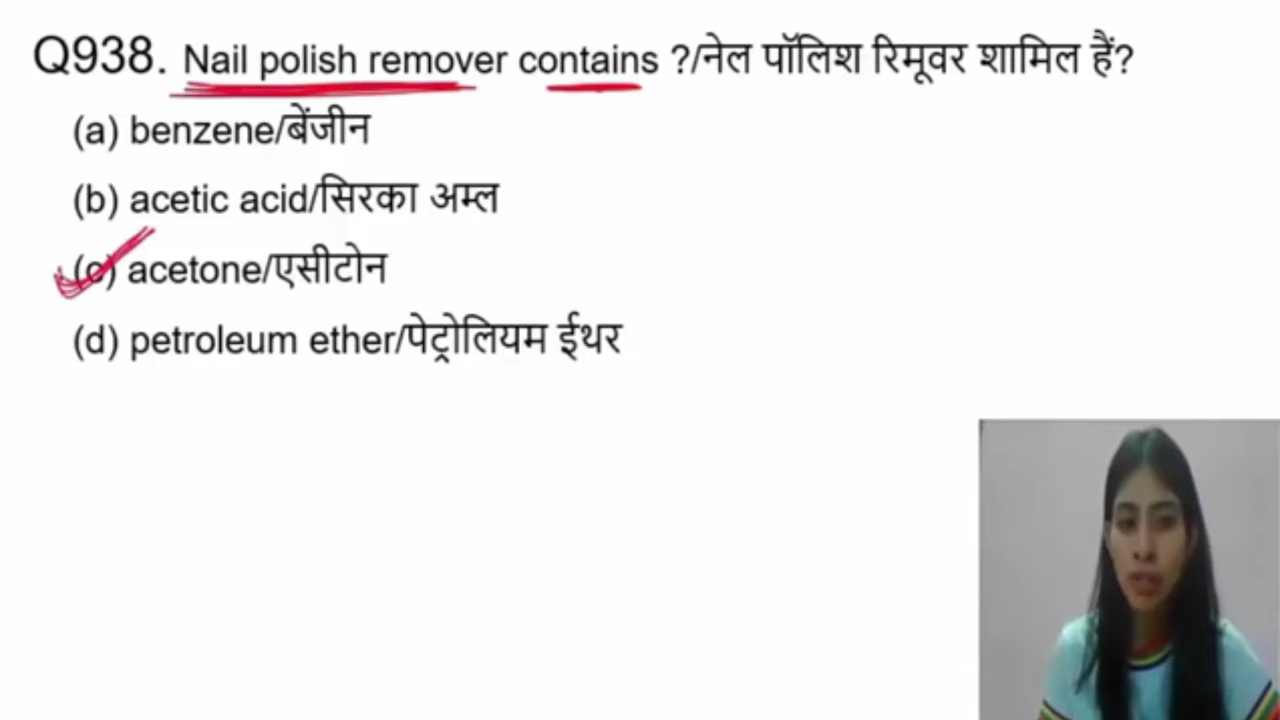 Q938. Nail polish remover contains ?/नेल पॉलिश रिमूवर शामिल हैं?
(a) benzene/बेंजीन
(b) acetic acid/सिरका अम्ल
(c) acetone/एसीटोन
(d) petroleum ether/पेट्रोलियम ईथर